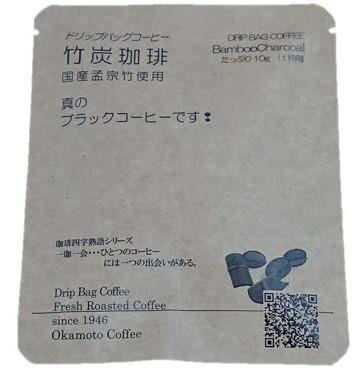 ドリップバッグコーヒー
竹炭珈琲
国産孟宗竹使用
DRIP BAG COFFEE
BambooCharcoal
たっぷり10g (1杯用)
真の
ブラックコーヒーです❢
珈琲四字熟語シリーズ
一珈一会・・・ひとつのコーヒー
には一つの出会いがある。
Drip Bag Coffee
Fresh Roasted Coffee
since 1946
Okamoto Coffee